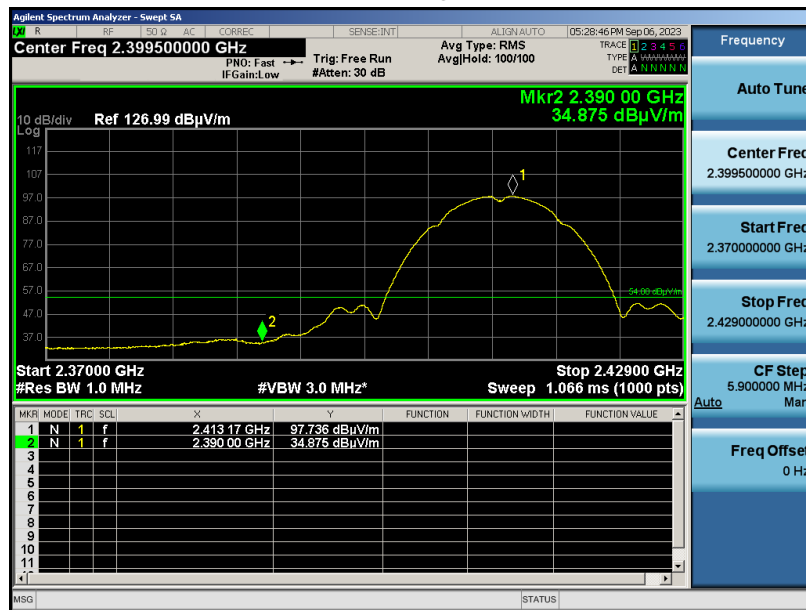 Agilent Spectrum Analyzer - Swept SA
LXI R RF 50 Ω AC CORREC SENSE:INT ALIGN AUTO 05:28:46 PM Sep 06, 2023
Center Freq 2.399500000 GHz
PNO: Fast
IFGain:Low
Trig: Free Run
#Atten: 30 dB
Avg Type: RMS
Avg|Hold: 100/100
TRACE 1 2 3 4 5 6
TYPE A WWWWW
DET A N N N N N
Mkr2 2.390 00 GHz
34.875 dBµV/m
10 dB/div Ref 126.99 dBµV/m
Log
117
107
97.0
87.0
77.0
67.0
57.0
47.0
37.0
1
2
54.00 dBµV/m
Start 2.37000 GHz Stop 2.42900 GHz
#Res BW 1.0 MHz #VBW 3.0 MHz* Sweep 1.066 ms (1000 pts)
MKR MODE TRC SCL X Y FUNCTION FUNCTION WIDTH FUNCTION VALUE
1 N 1 f 2.413 17 GHz 97.736 dBµV/m
2 N 1 f 2.390 00 GHz 34.875 dBµV/m
3
4
5
6
7
8
9
10
11
MSG STATUS
Frequency
Auto Tune
Center Freq
2.399500000 GHz
Start Freq
2.370000000 GHz
Stop Freq
2.429000000 GHz
CF Step
5.900000 MHz
Auto Man
Freq Offset
0 Hz